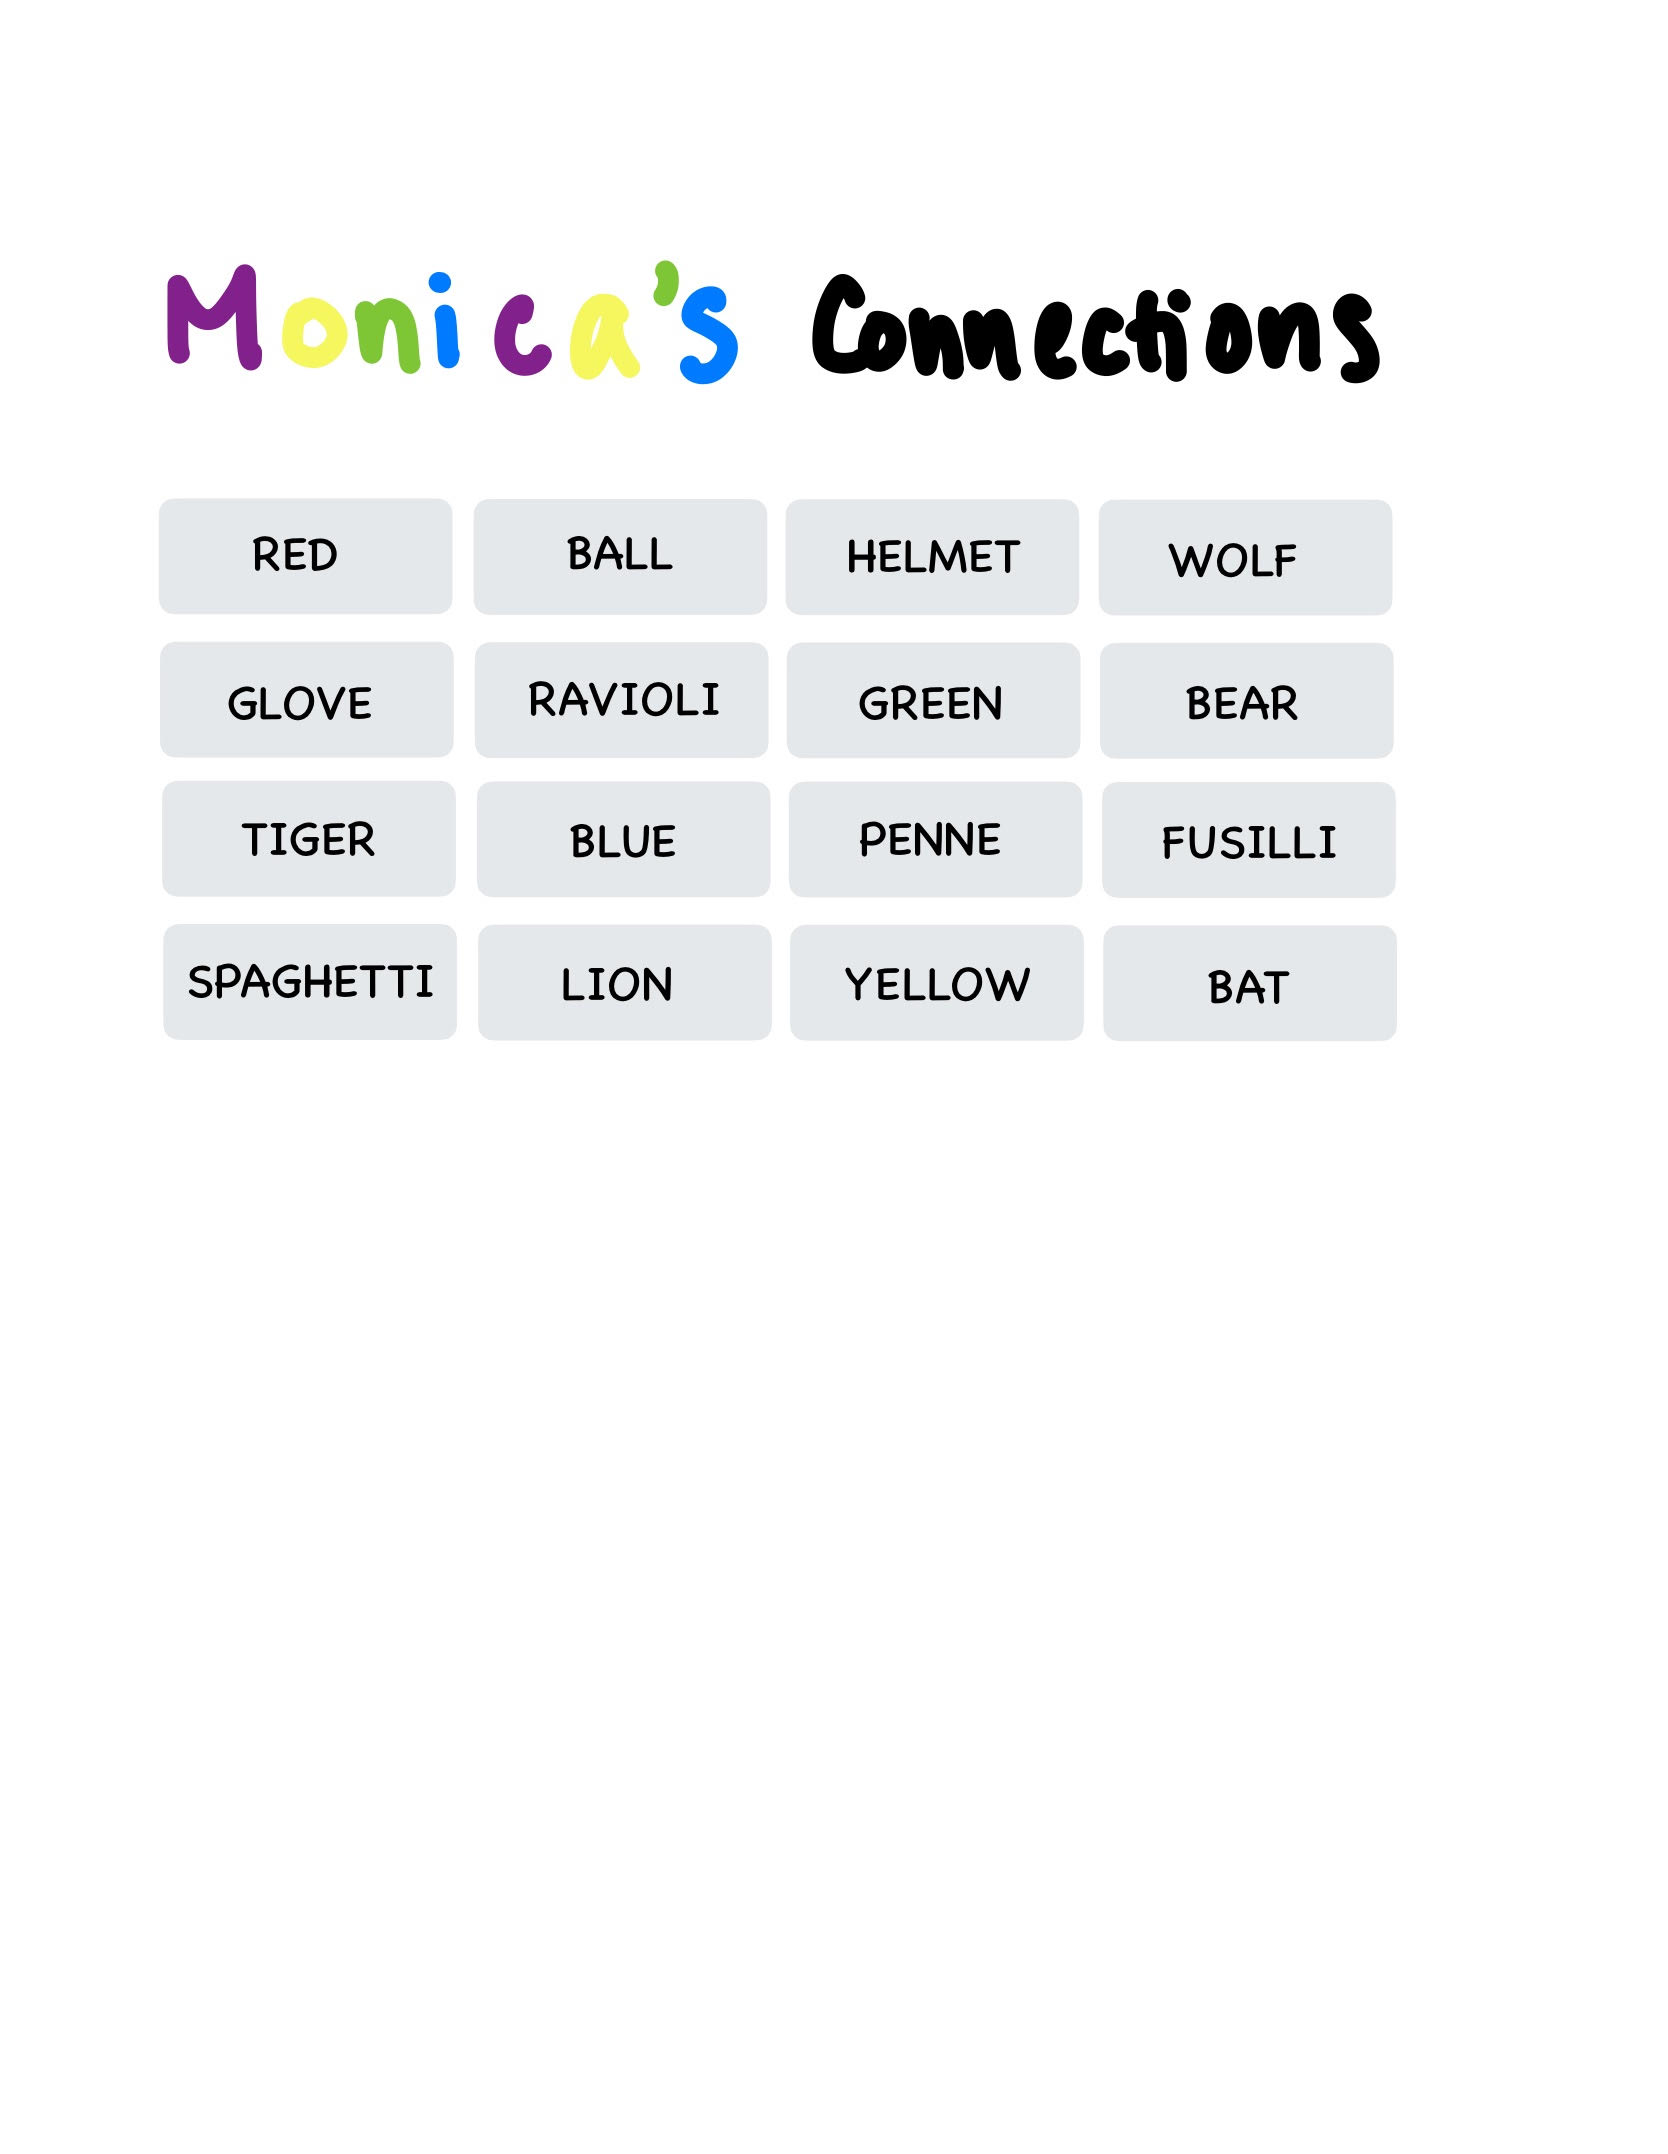 Monica's Connections
RED BALL HELMET WOLF
GLOVE RAVIOLI GREEN BEAR
TIGER BLUE PENNE FUSILLI
SPAGHETTI LION YELLOW BAT